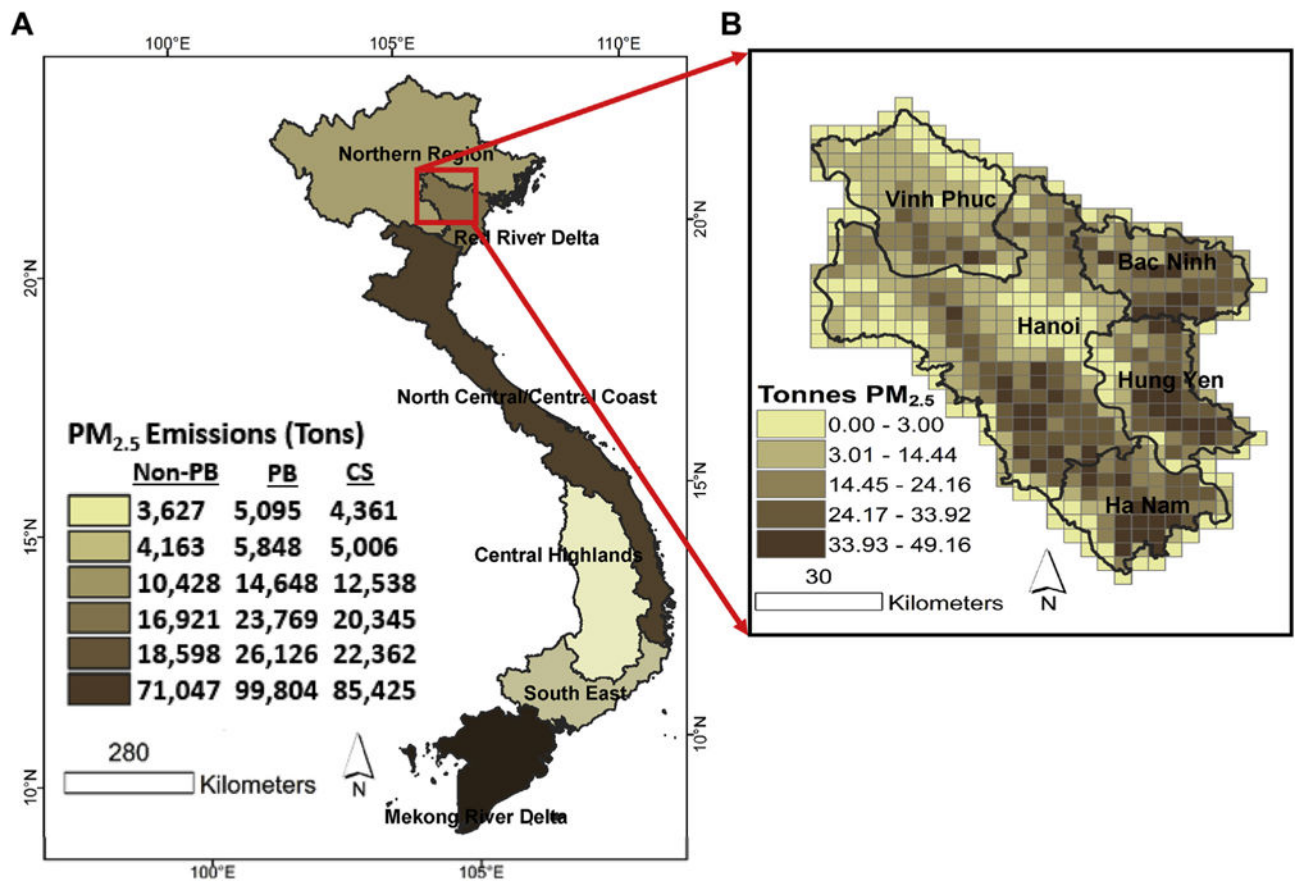 A
100°E 105°E 110°E
Northern Region
Red River Delta
20°N
20°N
North Central/Central Coast
PM2.5 Emissions (Tons)
Non-PB PB CS
3,627 5,095 4,361
4,163 5,848 5,006
10,428 14,648 12,538
16,921 23,769 20,345
18,598 26,126 22,362
71,047 99,804 85,425
15°N
15°N
Central Highlands
South East
280
Kilometers
N
10°N
10°N
Mekong River Delta
100°E 105°E
B
Vinh Phuc
Bac Ninh
Hanoi
Hung Yen
Ha Nam
Tonnes PM2.5
0.00 - 3.00
3.01 - 14.44
14.45 - 24.16
24.17 - 33.92
33.93 - 49.16
30
Kilometers
N